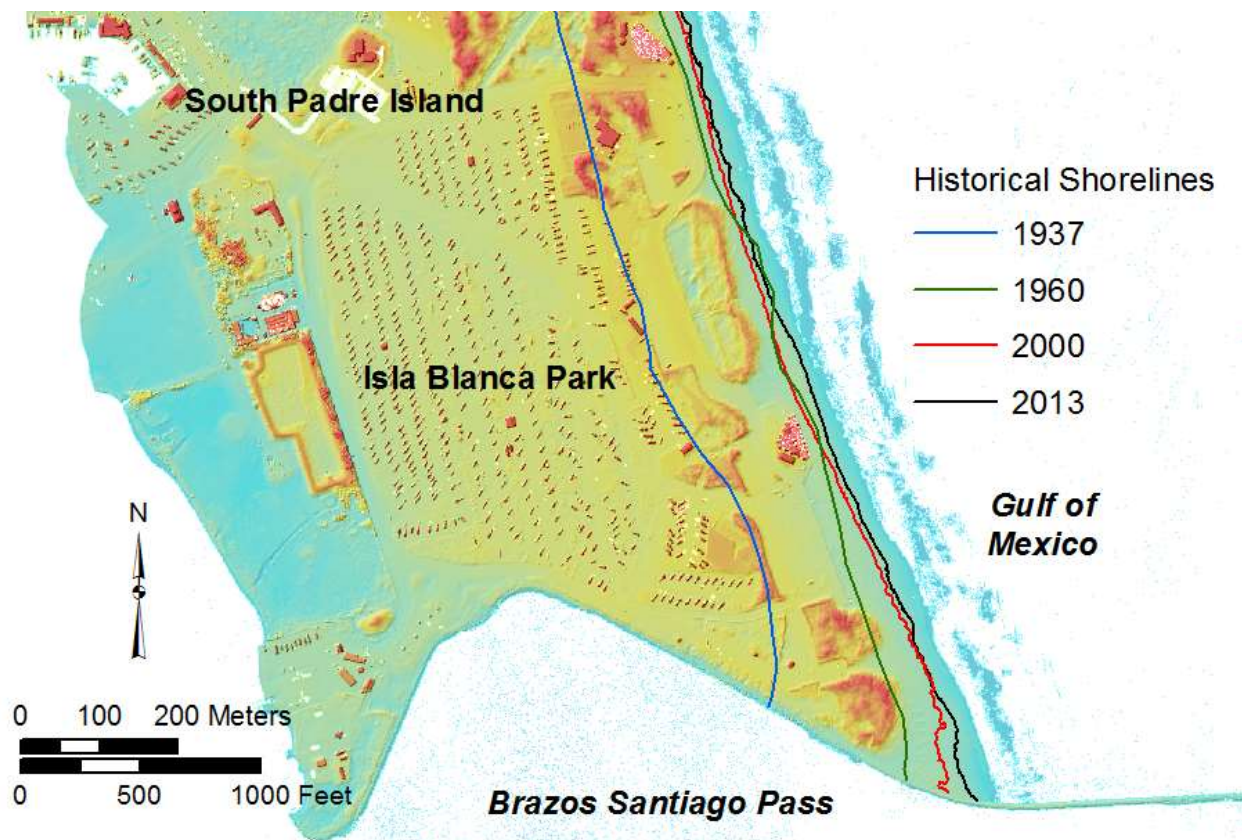 South Padre Island
Historical Shorelines
1937
1960
2000
2013
Isla Blanca Park
Gulf of
Mexico
N
0 100 200 Meters
0 500 1000 Feet
Brazos Santiago Pass